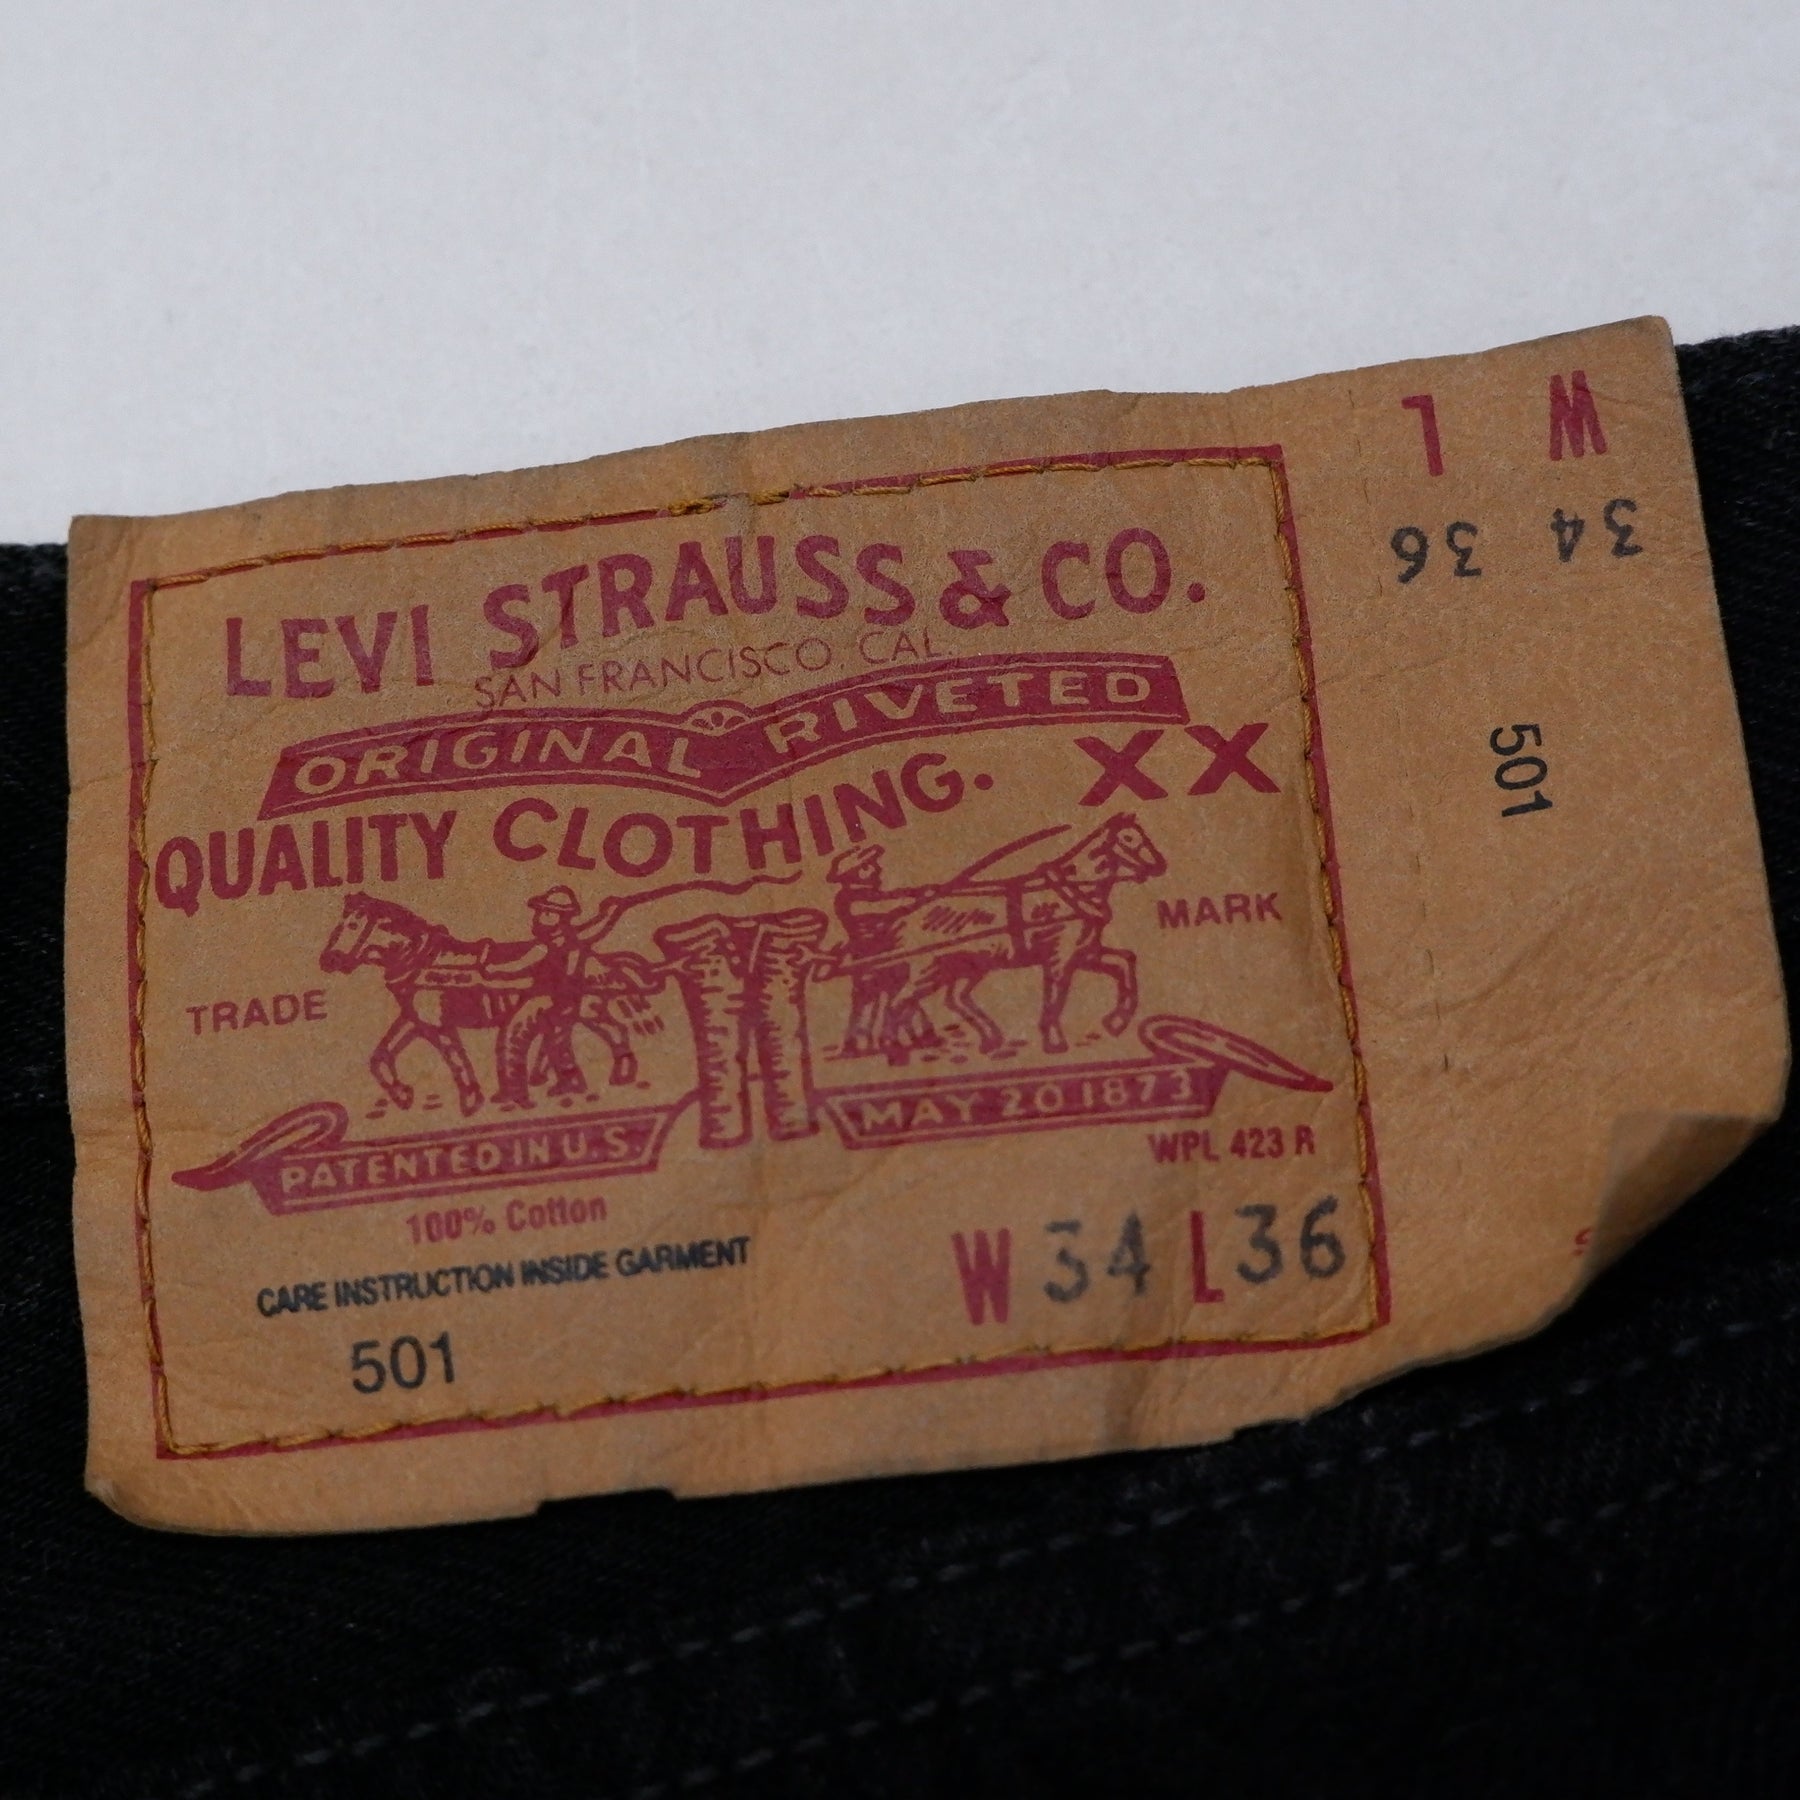 LEVI STRAUSS & CO.
SAN FRANCISCO, CAL.
ORIGINAL RIVETED
QUALITY CLOTHING. XX
TRADE MARK
PATENTED IN U.S. MAY 20 1873
WPL 423 R
100% Cotton
CARE INSTRUCTION INSIDE GARMENT
W 34 L 36
501
W 34
L 36
501